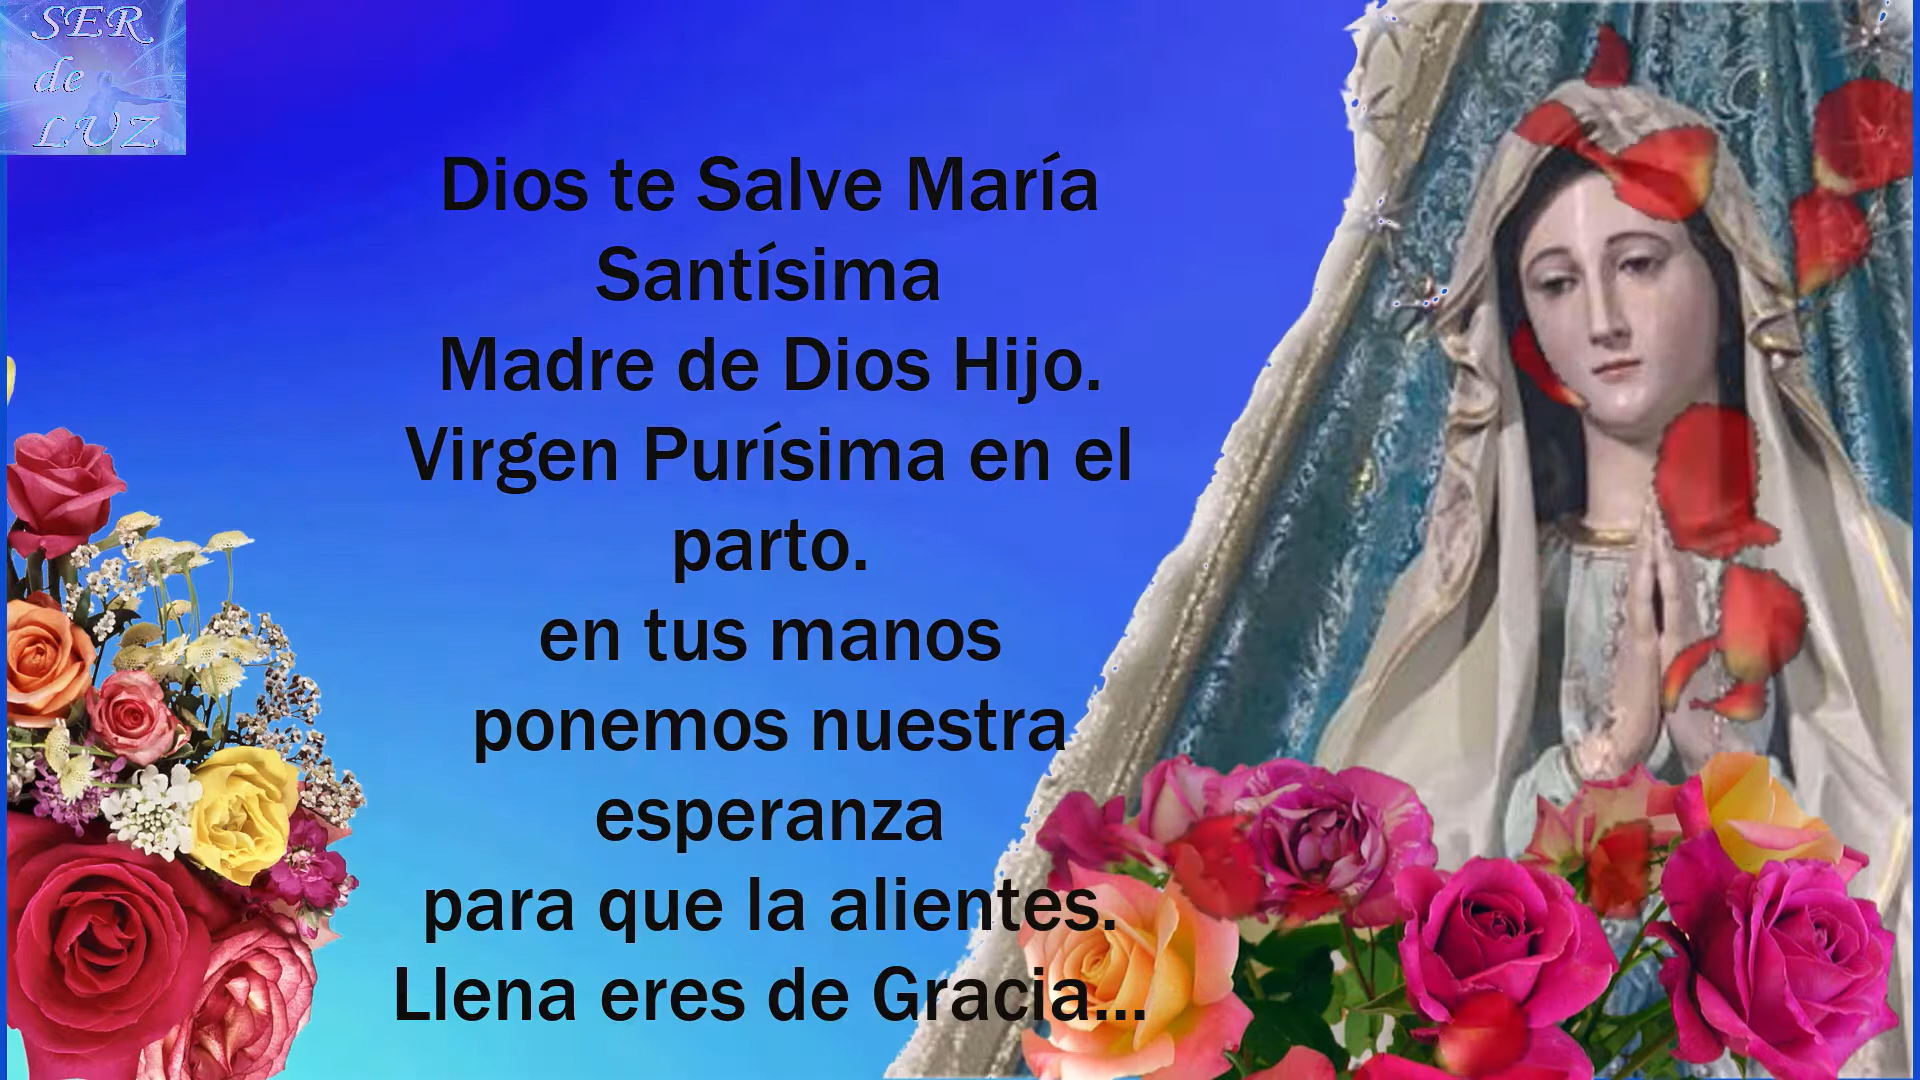 SER
de
LUZ
Dios te Salve María
Santísima
Madre de Dios Hijo.
Virgen Purísima en el
parto.
en tus manos
ponemos nuestra
esperanza
para que la alientes.
Llena eres de Gracia...